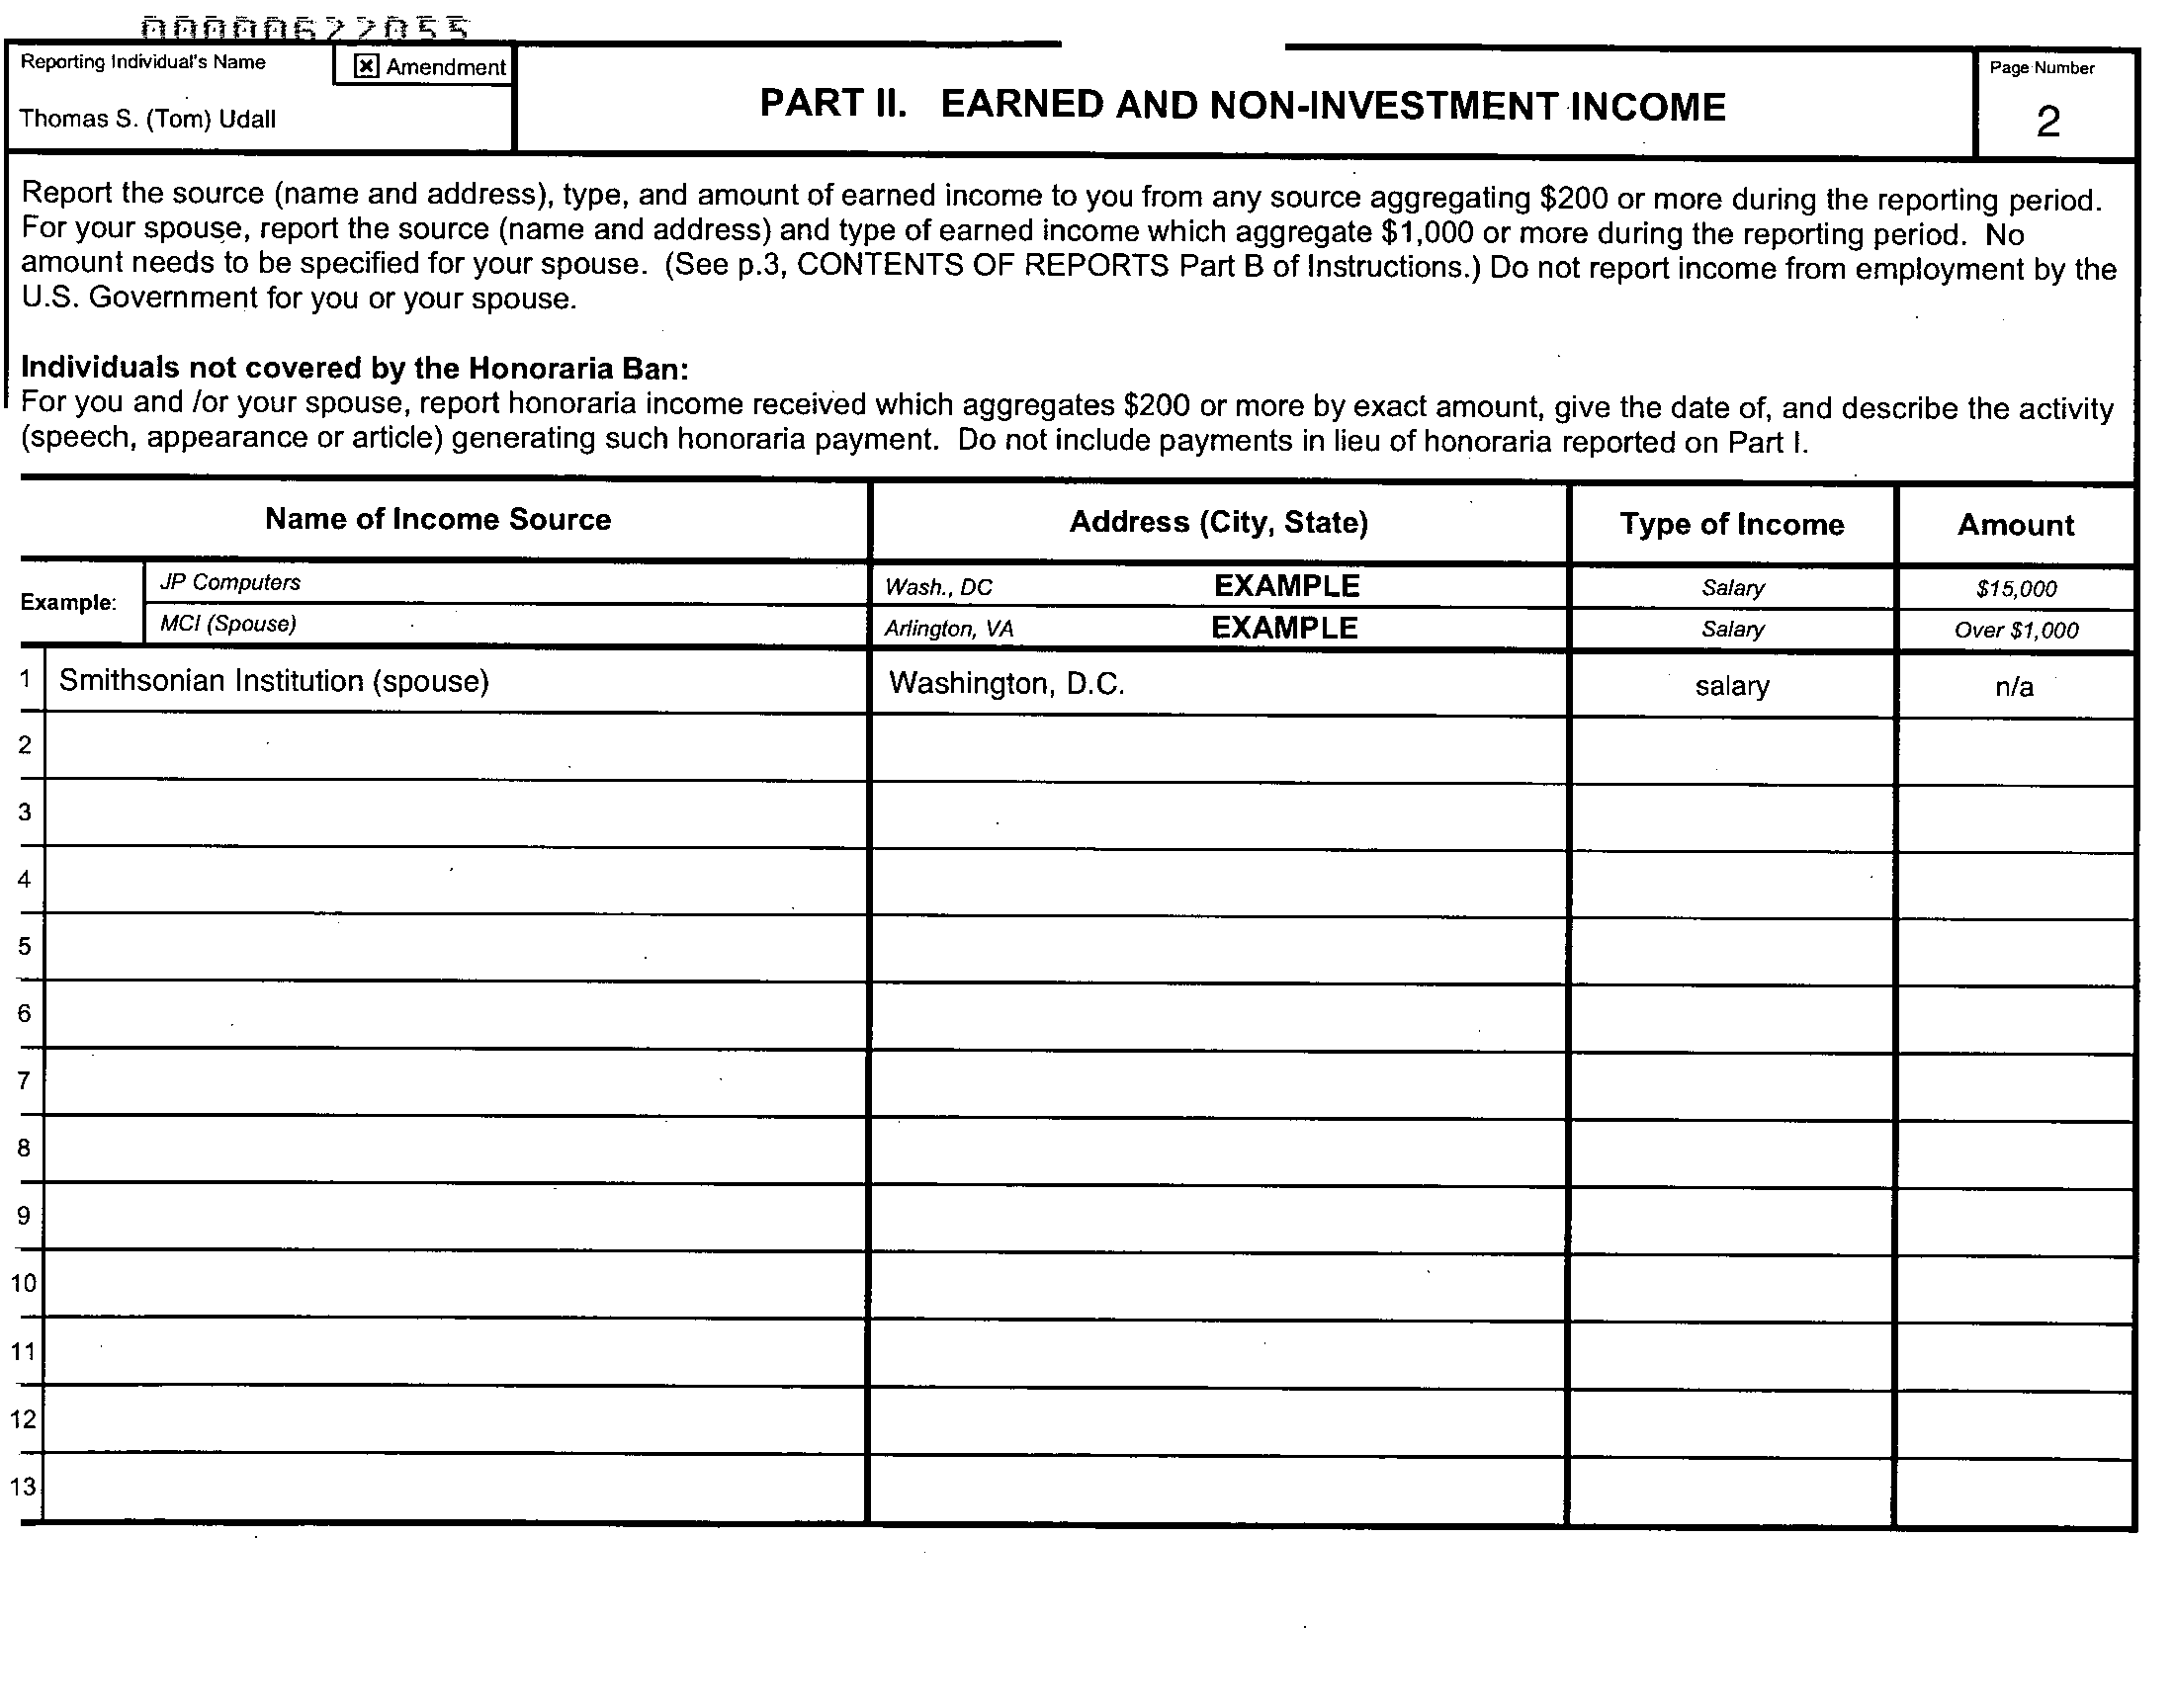 00000622055
Reporting Individual's Name
☒ Amendment
Thomas S. (Tom) Udall
PART II. EARNED AND NON-INVESTMENT INCOME
Page Number
2
Report the source (name and address), type, and amount of earned income to you from any source aggregating $200 or more during the reporting period.
For your spouse, report the source (name and address) and type of earned income which aggregate $1,000 or more during the reporting period. No
amount needs to be specified for your spouse. (See p.3, CONTENTS OF REPORTS Part B of Instructions.) Do not report income from employment by the
U.S. Government for you or your spouse.
Individuals not covered by the Honoraria Ban:
For you and /or your spouse, report honoraria income received which aggregates $200 or more by exact amount, give the date of, and describe the activity
(speech, appearance or article) generating such honoraria payment. Do not include payments in lieu of honoraria reported on Part I.
Name of Income Source Address (City, State) Type of Income Amount
Example:
JP Computers Wash., DC EXAMPLE Salary $15,000
MCI (Spouse) Arlington, VA EXAMPLE Salary Over $1,000
1 Smithsonian Institution (spouse) Washington, D.C. salary n/a
2
3
4
5
6
7
8
9
10
11
12
13